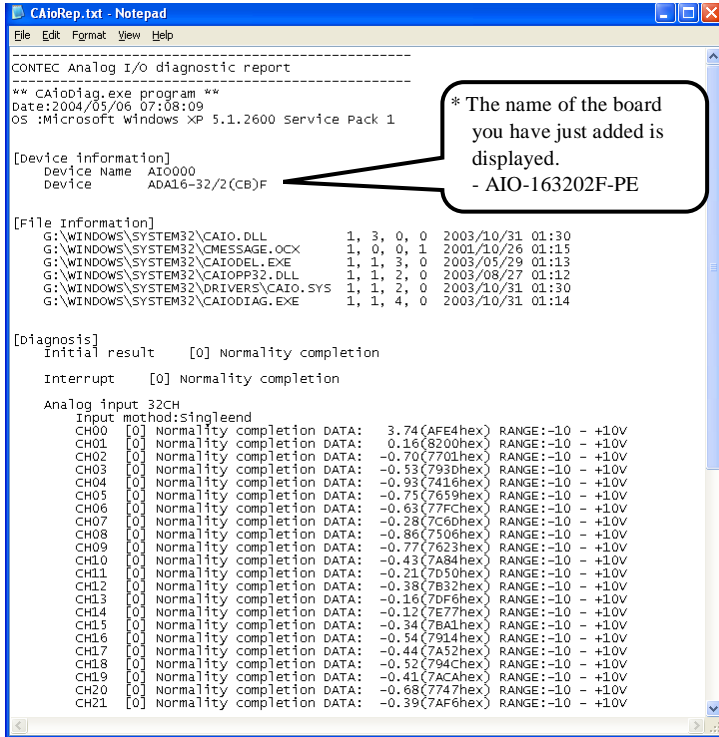 CAioRep.txt - Notepad
File Edit Format View Help
--------------------------------------------------
CONTEC Analog I/O diagnostic report
--------------------------------------------------
** CAioDiag.exe program **
Date:2004/05/06 07:08:09
OS :Microsoft Windows XP 5.1.2600 Service Pack 1
* The name of the board
you have just added is
displayed.
- AIO-163202F-PE
[Device information]
Device Name AIO000
Device ADA16-32/2(CB)F
[File Information]
G:\WINDOWS\SYSTEM32\CAIO.DLL 1, 3, 0, 0 2003/10/31 01:30
G:\WINDOWS\SYSTEM32\CMESSAGE.OCX 1, 0, 0, 1 2001/10/26 01:15
G:\WINDOWS\SYSTEM32\CAIODEL.EXE 1, 1, 3, 0 2003/05/29 01:13
G:\WINDOWS\SYSTEM32\CAIOPP32.DLL 1, 1, 2, 0 2003/08/27 01:12
G:\WINDOWS\SYSTEM32\DRIVERS\CAIO.SYS 1, 1, 2, 0 2003/10/31 01:30
G:\WINDOWS\SYSTEM32\CAIODIAG.EXE 1, 1, 4, 0 2003/10/31 01:14
[Diagnosis]
Initial result [0] Normality completion
Interrupt [0] Normality completion
Analog input 32CH
Input mothod:Singleend
CH00 [0] Normality completion DATA: 3.74(AFE4hex) RANGE:-10 - +10V
CH01 [0] Normality completion DATA: 0.16(8200hex) RANGE:-10 - +10V
CH02 [0] Normality completion DATA: -0.70(7701hex) RANGE:-10 - +10V
CH03 [0] Normality completion DATA: -0.53(793Dhex) RANGE:-10 - +10V
CH04 [0] Normality completion DATA: -0.93(7416hex) RANGE:-10 - +10V
CH05 [0] Normality completion DATA: -0.75(7659hex) RANGE:-10 - +10V
CH06 [0] Normality completion DATA: -0.63(77FChex) RANGE:-10 - +10V
CH07 [0] Normality completion DATA: -0.28(7C6Dhex) RANGE:-10 - +10V
CH08 [0] Normality completion DATA: -0.86(7506hex) RANGE:-10 - +10V
CH09 [0] Normality completion DATA: -0.77(7623hex) RANGE:-10 - +10V
CH10 [0] Normality completion DATA: -0.43(7A84hex) RANGE:-10 - +10V
CH11 [0] Normality completion DATA: -0.21(7D50hex) RANGE:-10 - +10V
CH12 [0] Normality completion DATA: -0.38(7B32hex) RANGE:-10 - +10V
CH13 [0] Normality completion DATA: -0.16(7DF6hex) RANGE:-10 - +10V
CH14 [0] Normality completion DATA: -0.12(7E77hex) RANGE:-10 - +10V
CH15 [0] Normality completion DATA: -0.34(7BA1hex) RANGE:-10 - +10V
CH16 [0] Normality completion DATA: -0.54(7914hex) RANGE:-10 - +10V
CH17 [0] Normality completion DATA: -0.44(7A52hex) RANGE:-10 - +10V
CH18 [0] Normality completion DATA: -0.52(794Chex) RANGE:-10 - +10V
CH19 [0] Normality completion DATA: -0.41(7ACAhex) RANGE:-10 - +10V
CH20 [0] Normality completion DATA: -0.68(7747hex) RANGE:-10 - +10V
CH21 [0] Normality completion DATA: -0.39(7AF6hex) RANGE:-10 - +10V